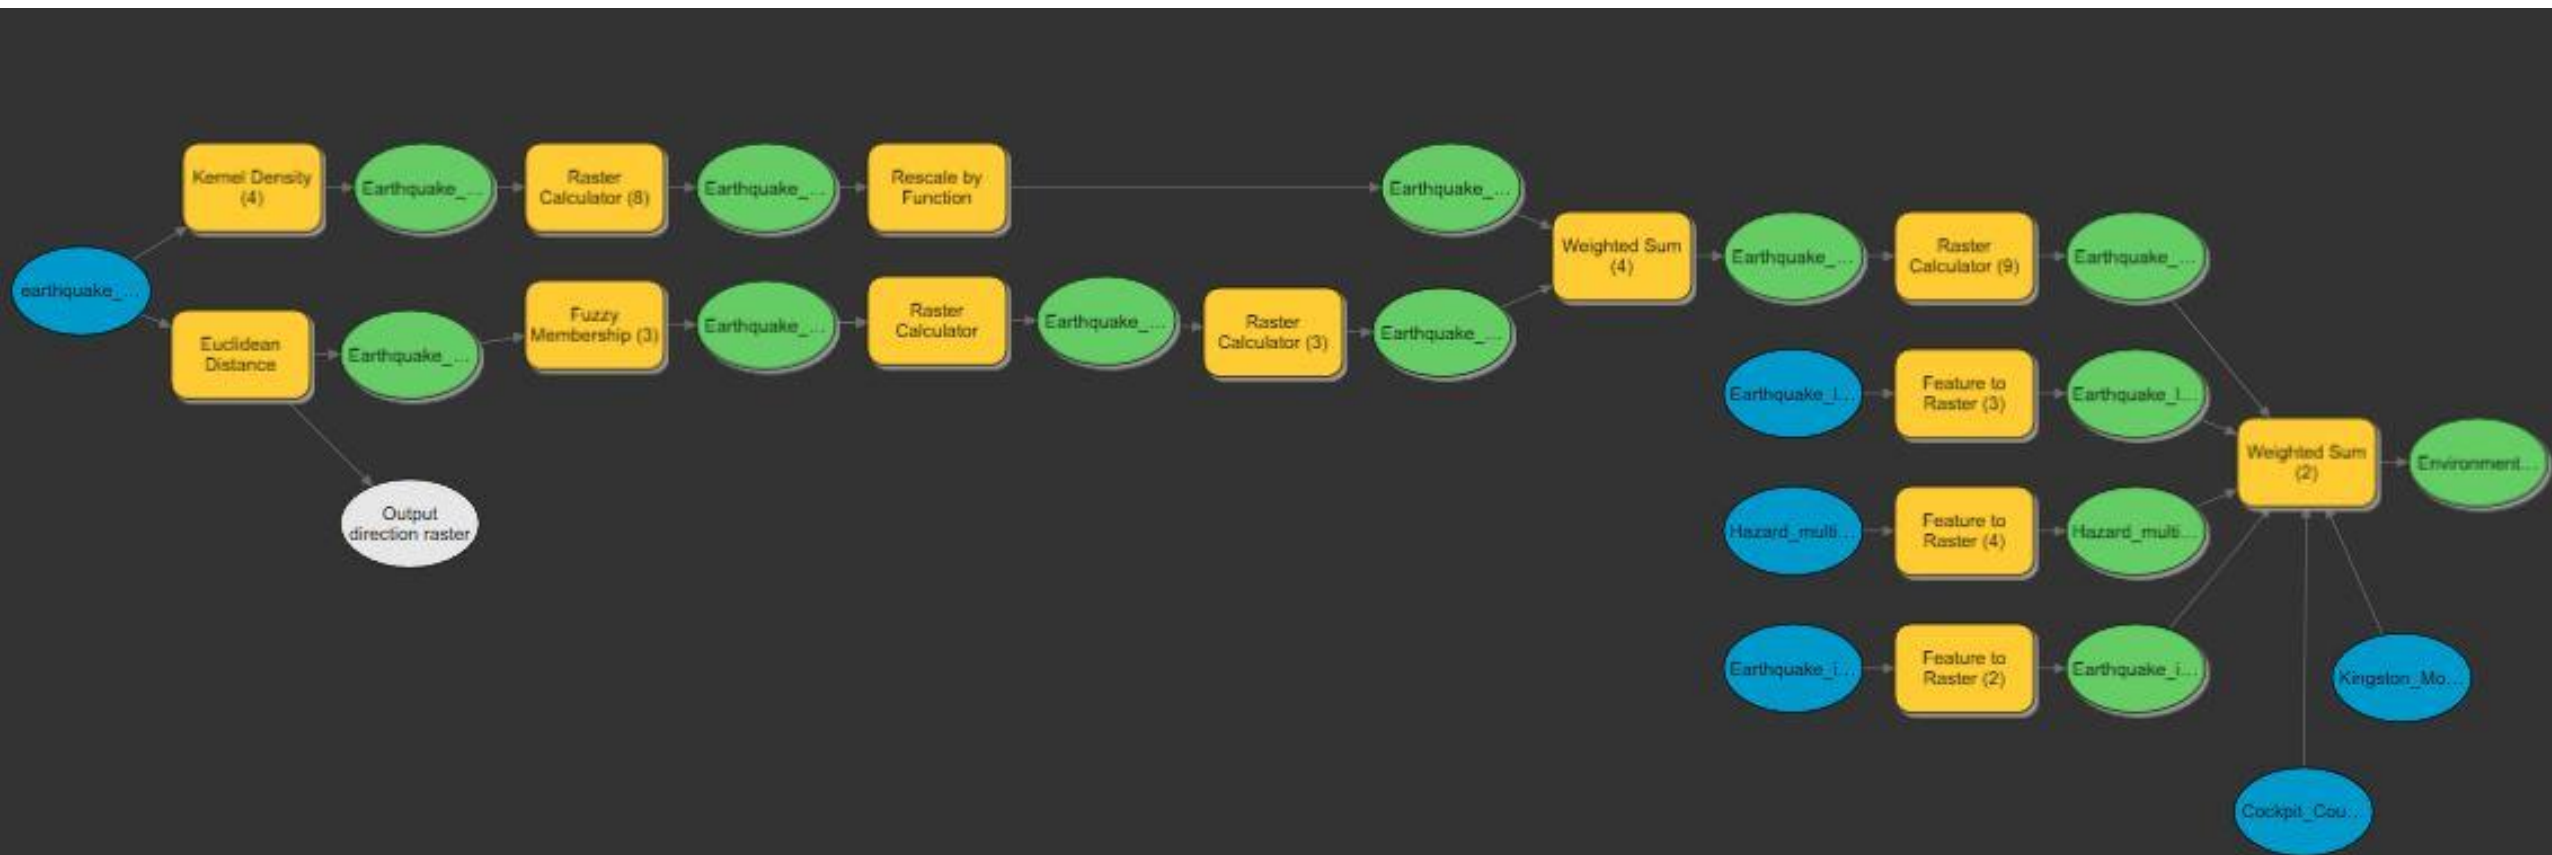 Kernel Density
(4)
Earthquake_...
Raster
Calculator (8)
Earthquake_...
Rescale by
Function
Earthquake_...
earthquake_...
Euclidean
Distance
Earthquake_...
Fuzzy
Membership (3)
Earthquake_...
Raster
Calculator
Earthquake_...
Raster
Calculator (3)
Earthquake_...
Output
direction raster
Weighted Sum
(4)
Earthquake_...
Raster
Calculator (9)
Earthquake_...
Earthquake_i...
Feature to
Raster (3)
Earthquake_I...
Hazard_multi...
Feature to
Raster (4)
Hazard_multi...
Earthquake_i...
Feature to
Raster (2)
Earthquake_i...
Weighted Sum
(2)
Environment...
Kingston_Mo...
Cockpit_Cou...